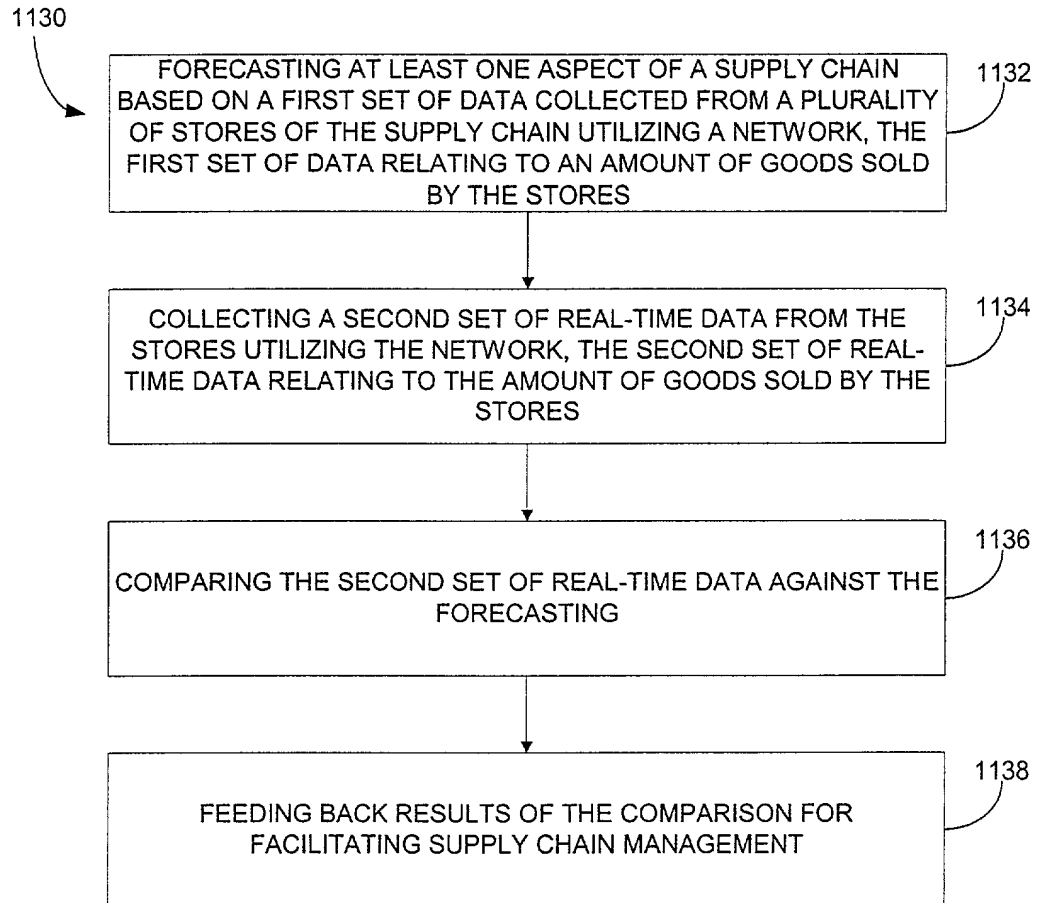 1130
FORECASTING AT LEAST ONE ASPECT OF A SUPPLY CHAIN
BASED ON A FIRST SET OF DATA COLLECTED FROM A PLURALITY
OF STORES OF THE SUPPLY CHAIN UTILIZING A NETWORK, THE
FIRST SET OF DATA RELATING TO AN AMOUNT OF GOODS SOLD
BY THE STORES
1132
COLLECTING A SECOND SET OF REAL-TIME DATA FROM THE
STORES UTILIZING THE NETWORK, THE SECOND SET OF REAL-
TIME DATA RELATING TO THE AMOUNT OF GOODS SOLD BY THE
STORES
1134
COMPARING THE SECOND SET OF REAL-TIME DATA AGAINST THE
FORECASTING
1136
FEEDING BACK RESULTS OF THE COMPARISON FOR
FACILITATING SUPPLY CHAIN MANAGEMENT
1138